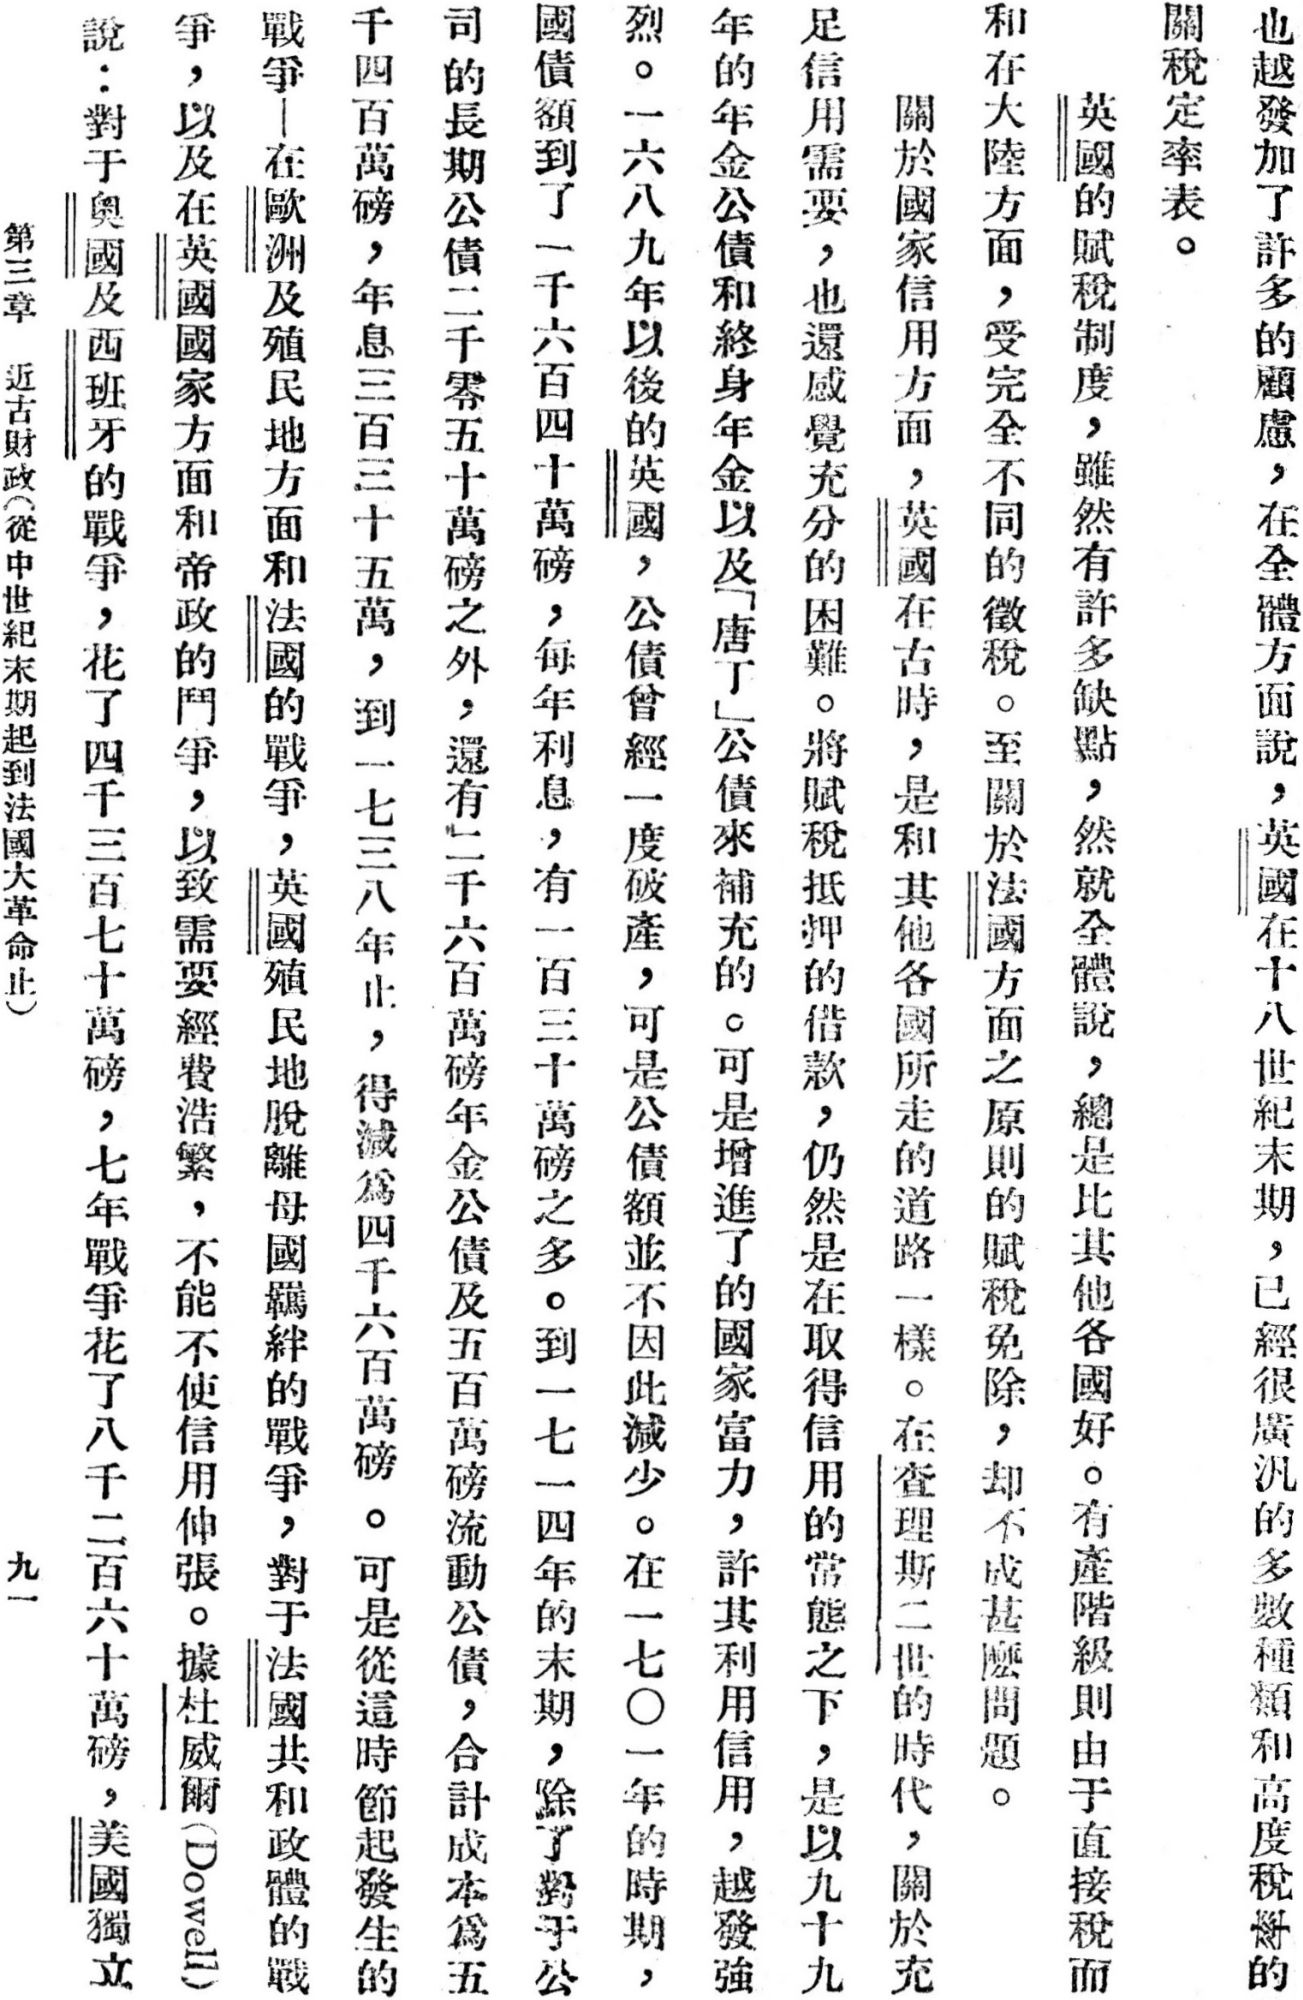 也越發加了許多的顧慮，在全體方面說，英國在十八世紀末期，已經很廣汎的多數種類和高度稅𣙜的
關稅定率表。
英國的賦稅制度，雖然有許多缺點，然就全體說，總是比其他各國好。有產階級則由于直接稅而
和在大陸方面，受完全不同的徵稅。至關於法國方面之原則的賦稅免除，却不成甚麼問題。
關於國家信用方面，英國在古時，是和其他各國所走的道路一樣。在查理斯二世的時代，關於充
足信用需要，也還感覺充分的困難。將賦稅抵押的借款，仍然是在取得信用的常態之下，是以九十九
年的年金公債和終身年金以及「唐丁」公債來補充的。可是增進了的國家富力，許其利用信用，越發強
烈。一六八九年以後的英國，公債曾經一度破產，可是公債額並不因此減少。在一七〇一年的時期，
國債額到了一千六百四十萬磅，每年利息，有一百三十萬磅之多。到一七一四年的末期，除了對于公
司的長期公債二千零五十萬磅之外，還有二千六百萬磅年金公債及五百萬磅流動公債，合計成本爲五
千四百萬磅，年息三百三十五萬，到一七三八年止，得減爲四千六百萬磅。可是從這時節起發生的
戰爭—在歐洲及殖民地方面和法國的戰爭，英國殖民地脫離母國羈絆的戰爭，對于法國共和政體的戰
爭，以及在英國國家方面和帝政的鬥爭，以致需要經費浩繁，不能不使信用伸張。據杜威爾(Dowell)
說：對于奧國及西班牙的戰爭，花了四千三百七十萬磅，七年戰爭花了八千二百六十萬磅，美國獨立
第三章　近古財政(從中世紀末期起到法國大革命止)
九一